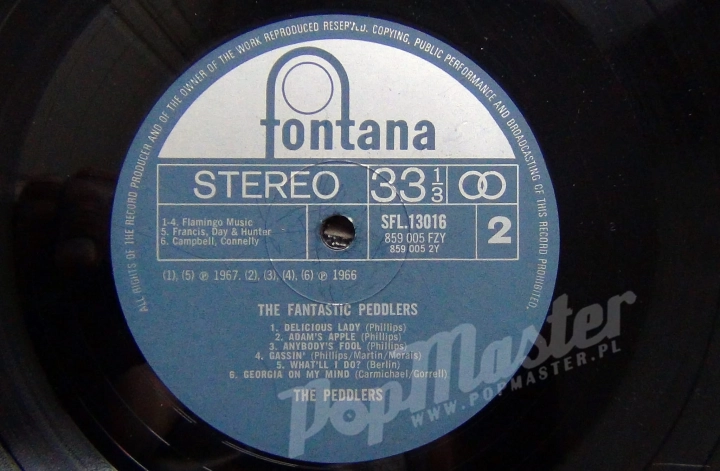 ALL RIGHTS OF THE RECORD PRODUCER AND OF THE OWNER OF THE WORK REPRODUCED RESERVED. COPYING, PUBLIC PERFORMANCE AND BROADCASTING OF THIS RECORD PROHIBITED.
fontana
STEREO 33 1/3
1-4. Flamingo Music
5. Francis, Day & Hunter
6. Campbell, Connelly
SFL.13016
859 005 FZY
859 005 2Y
2
(1), (5) ℗ 1967. (2), (3), (4), (6) ℗ 1966
THE FANTASTIC PEDDLERS
1. DELICIOUS LADY (Phillips)
2. ADAM'S APPLE (Phillips)
3. ANYBODY'S FOOL (Phillips)
4. GASSIN' (Phillips/Martin/Morais)
5. WHAT'LL I DO? (Berlin)
6. GEORGIA ON MY MIND (Carmichael/Gorrell)
THE PEDDLERS
PopMaster
WWW.POPMASTER.PL